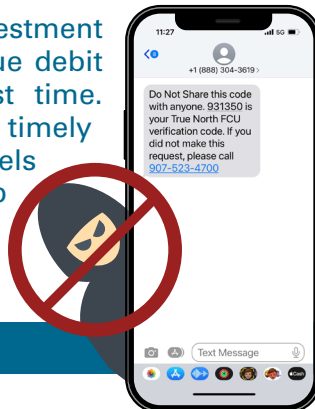 estment
ue debit
st time.
timely
els
11:27
5G
+1 (888) 304-3619
Do Not Share this code
with anyone. 931350 is
your True North FCU
verification code. If you
did not make this
request, please call
907-523-4700
Text Message
Cash